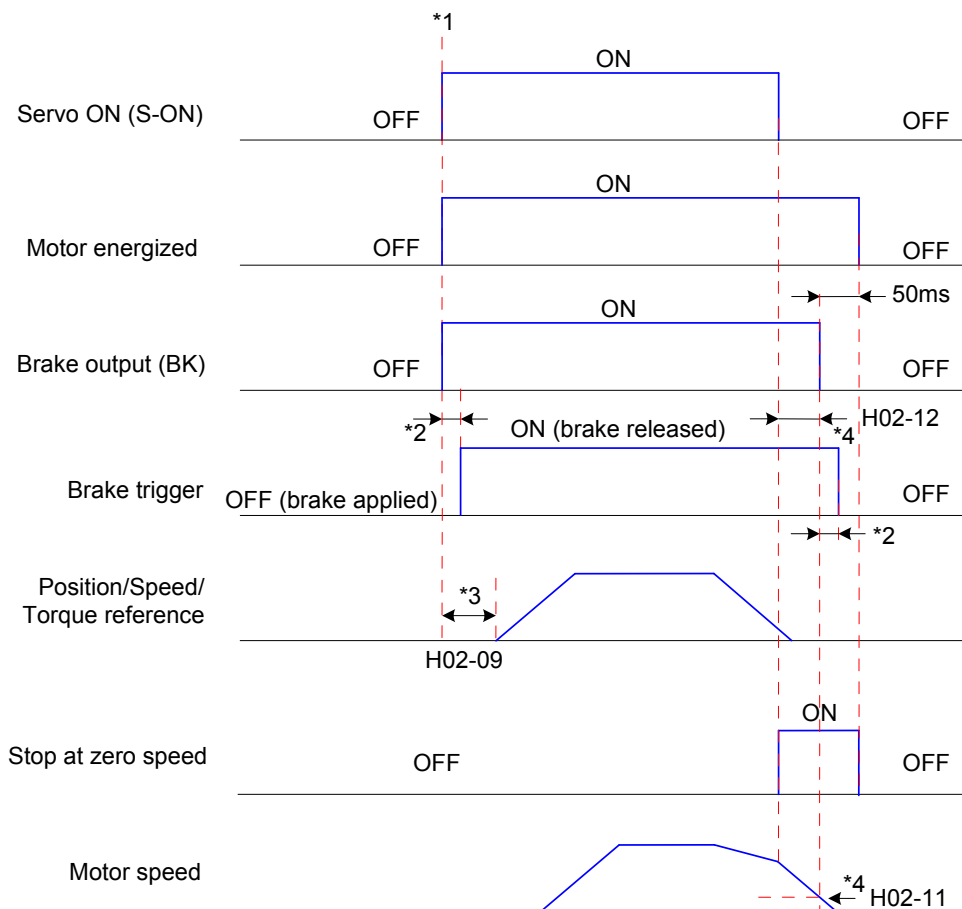 *1
ON
Servo ON (S-ON)
OFF
OFF
ON
Motor energized
OFF
OFF
50ms
ON
Brake output (BK)
OFF
OFF
*2
ON (brake released)
*4
H02-12
Brake trigger
OFF (brake applied)
OFF
*2
Position/Speed/
Torque reference
*3
H02-09
ON
Stop at zero speed
OFF
OFF
Motor speed
*4
H02-11